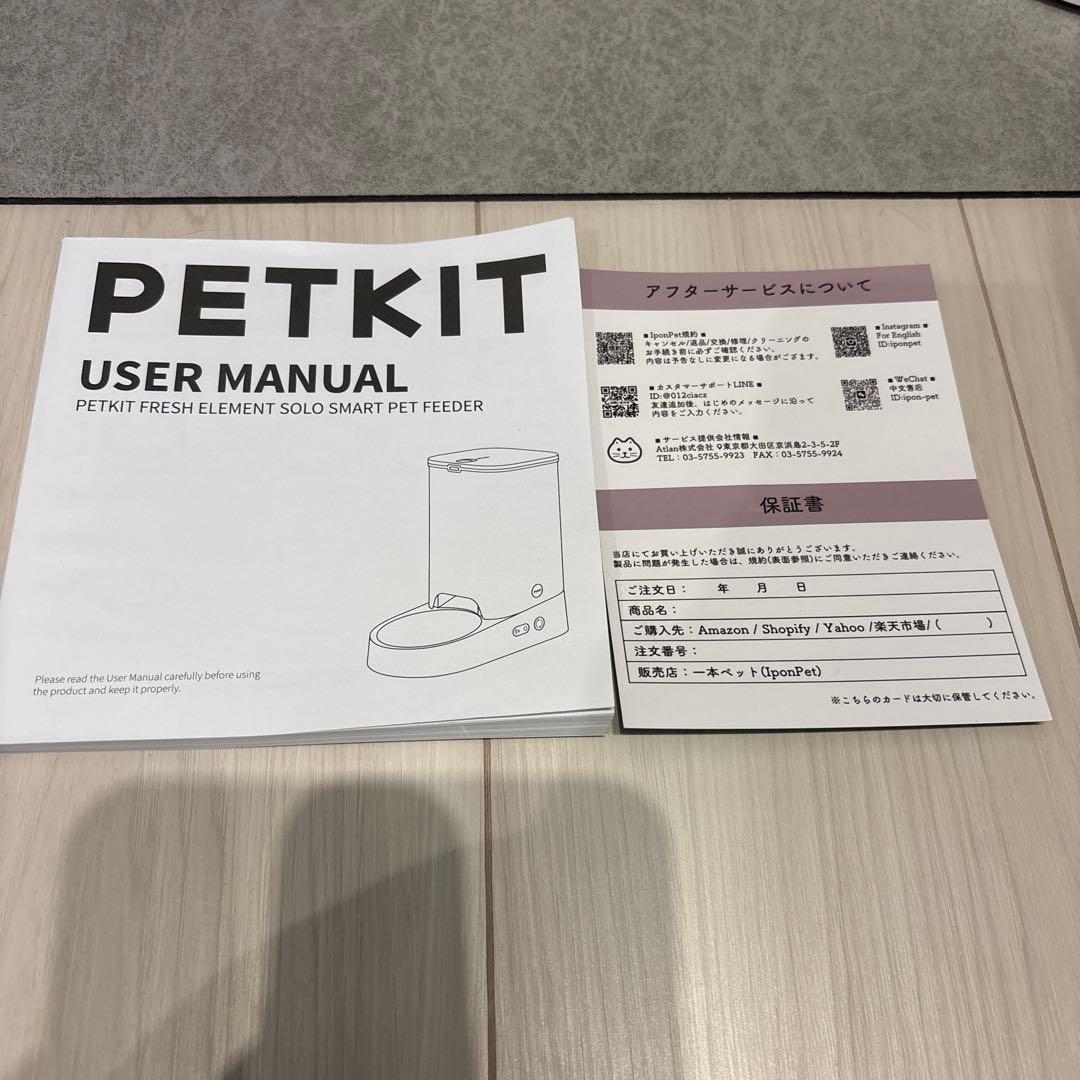 PETKIT
USER MANUAL
PETKIT FRESH ELEMENT SOLO SMART PET FEEDER
Please read the User Manual carefully before using
the product and keep it properly.
アフターサービスについて
■ IponPet規約 ■
キャンセル/返品/交換/修理/クリーニングの
お手続き前に必ずご確認ください。
内容は予告なしに変更になる場合がござます。
■ Instagram ■
For English
ID:iponpet
■ カスタマーサポートLINE ■
ID:@012ciacz
友達追加後、はじめのメッセージに沿って
内容をご入力ください。
■ WeChat ■
中文售后
ID:ipon-pet
■ サービス提供会社情報 ■
Atlan株式会社 東京都大田区京浜島2-3-5-2F
TEL：03-5755-9923 FAX：03-5755-9924
保証書
当店にてお買い上げいただき誠にありがとうございます。
製品に問題が発生した場合は、規約(表面参照)にご同意いただきご連絡ください。
ご注文日： 年 月 日
商品名：
ご購入先：Amazon / Shopify / Yahoo /楽天市場/ ( )
注文番号：
販売店：一本ペット(IponPet)
※こちらのカードは大切に保管してください。